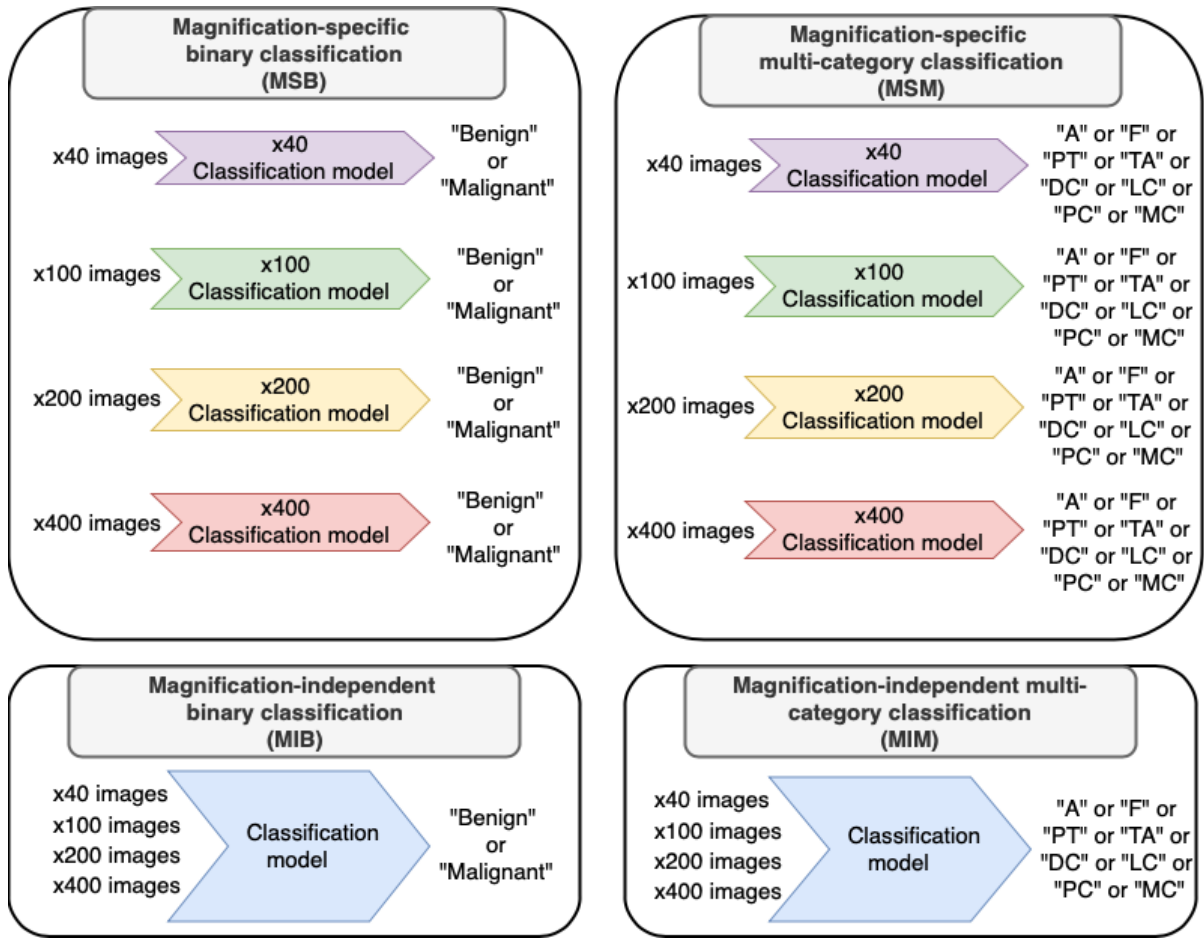 Magnification-specific
binary classification
(MSB)
x40 images
x40
Classification model
"Benign"
or
"Malignant"
x100 images
x100
Classification model
"Benign"
or
"Malignant"
x200 images
x200
Classification model
"Benign"
or
"Malignant"
x400 images
x400
Classification model
"Benign"
or
"Malignant"
Magnification-specific
multi-category classification
(MSM)
x40 images
x40
Classification model
"A" or "F" or
"PT" or "TA" or
"DC" or "LC" or
"PC" or "MC"
x100 images
x100
Classification model
"A" or "F" or
"PT" or "TA" or
"DC" or "LC" or
"PC" or "MC"
x200 images
x200
Classification model
"A" or "F" or
"PT" or "TA" or
"DC" or "LC" or
"PC" or "MC"
x400 images
x400
Classification model
"A" or "F" or
"PT" or "TA" or
"DC" or "LC" or
"PC" or "MC"
Magnification-independent
binary classification
(MIB)
x40 images
x100 images
x200 images
x400 images
Classification
model
"Benign"
or
"Malignant"
Magnification-independent multi-
category classification
(MIM)
x40 images
x100 images
x200 images
x400 images
Classification
model
"A" or "F" or
"PT" or "TA" or
"DC" or "LC" or
"PC" or "MC"